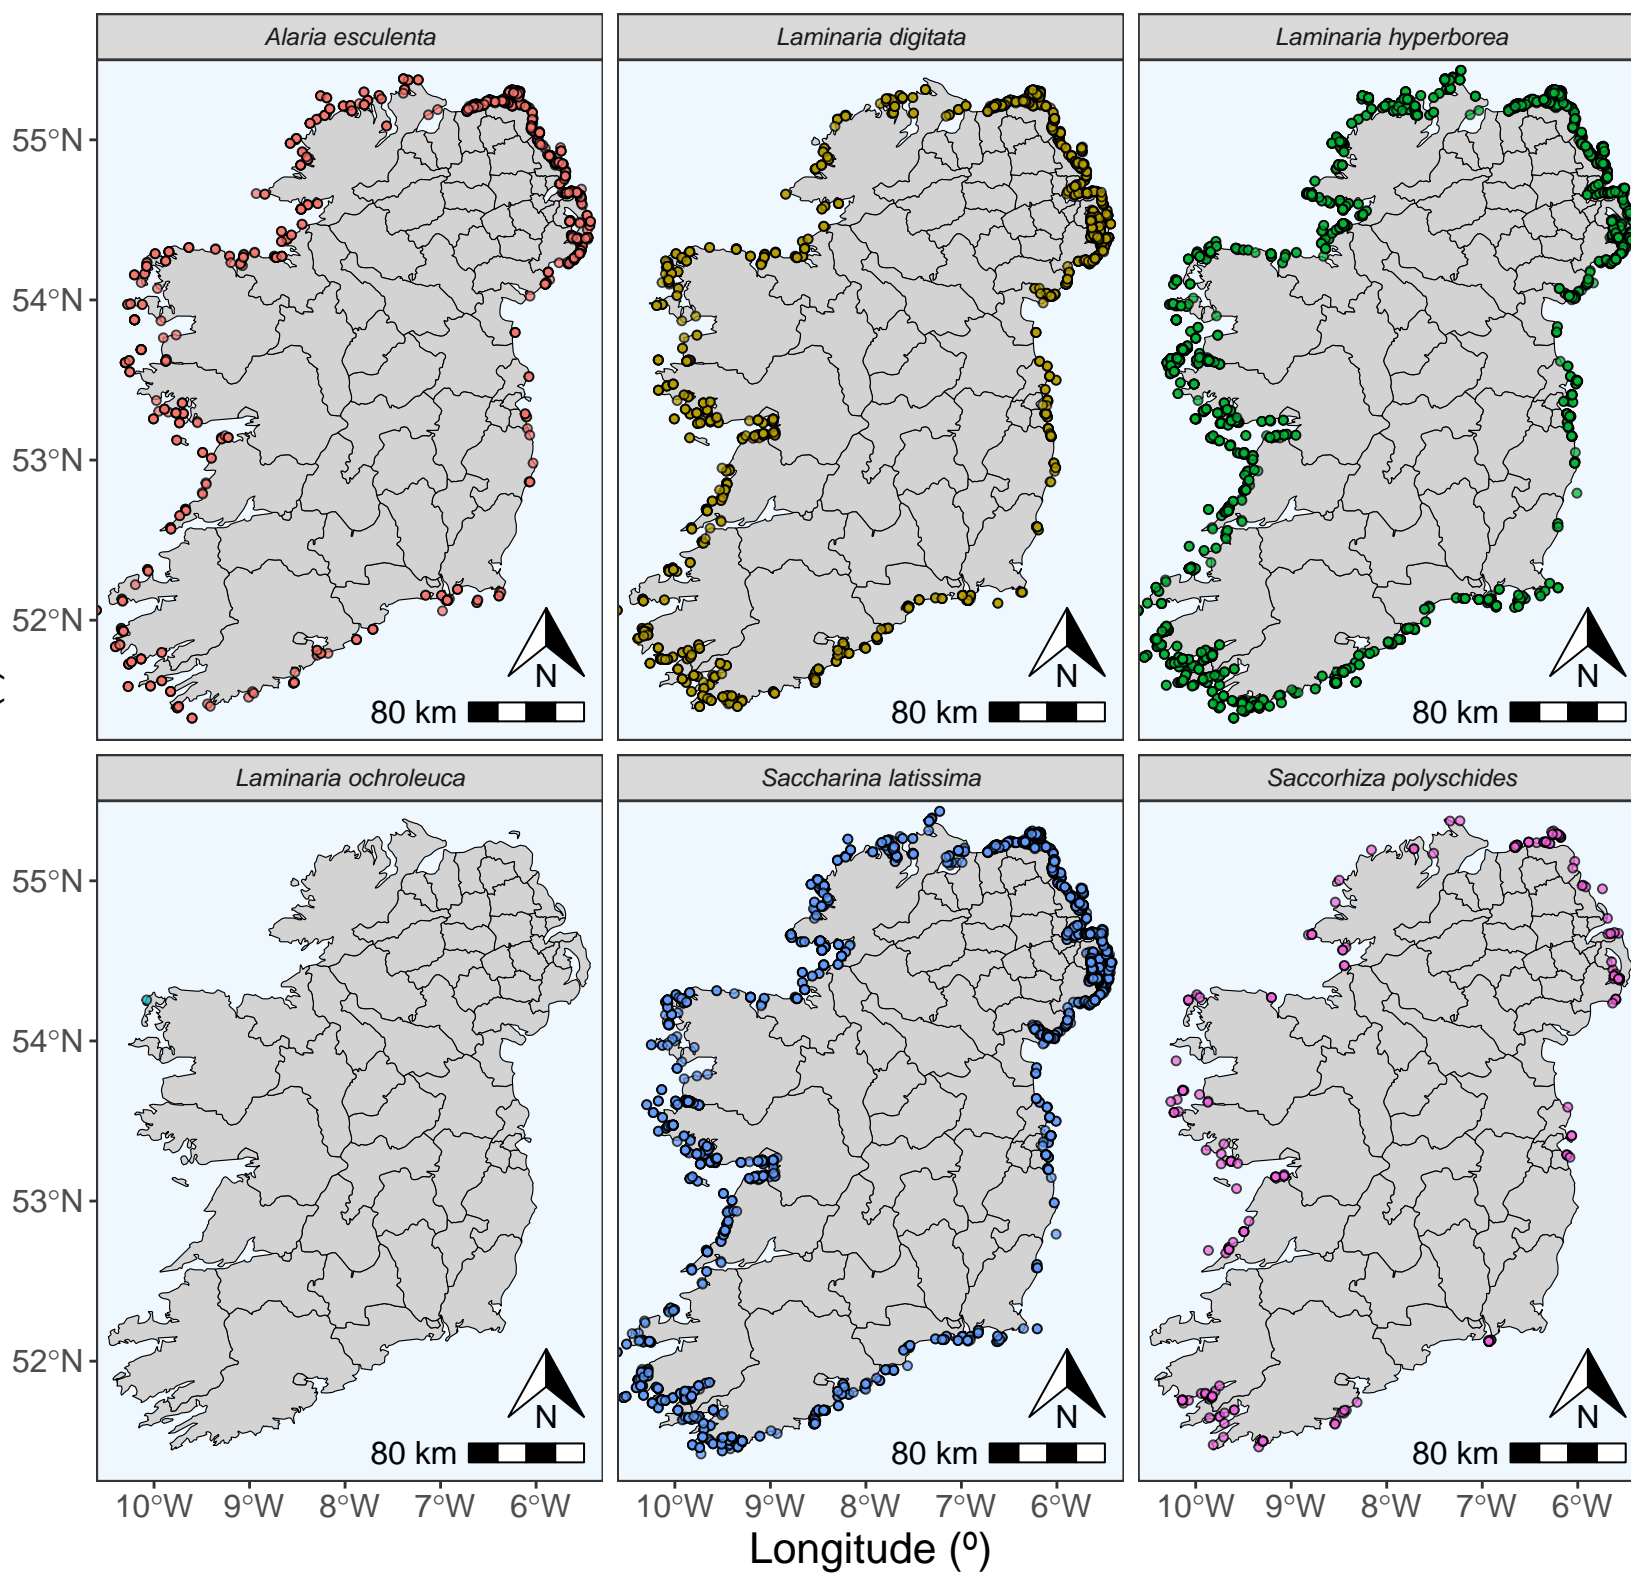 Alaria esculenta
Laminaria digitata
Laminaria hyperborea
55°N
54°N
53°N
52°N
N
80 km
N
80 km
N
80 km
Laminaria ochroleuca
Saccharina latissima
Saccorhiza polyschides
55°N
54°N
53°N
52°N
N
80 km
N
80 km
N
80 km
10°W 9°W 8°W 7°W 6°W
10°W 9°W 8°W 7°W 6°W
10°W 9°W 8°W 7°W 6°W
Longitude (º)